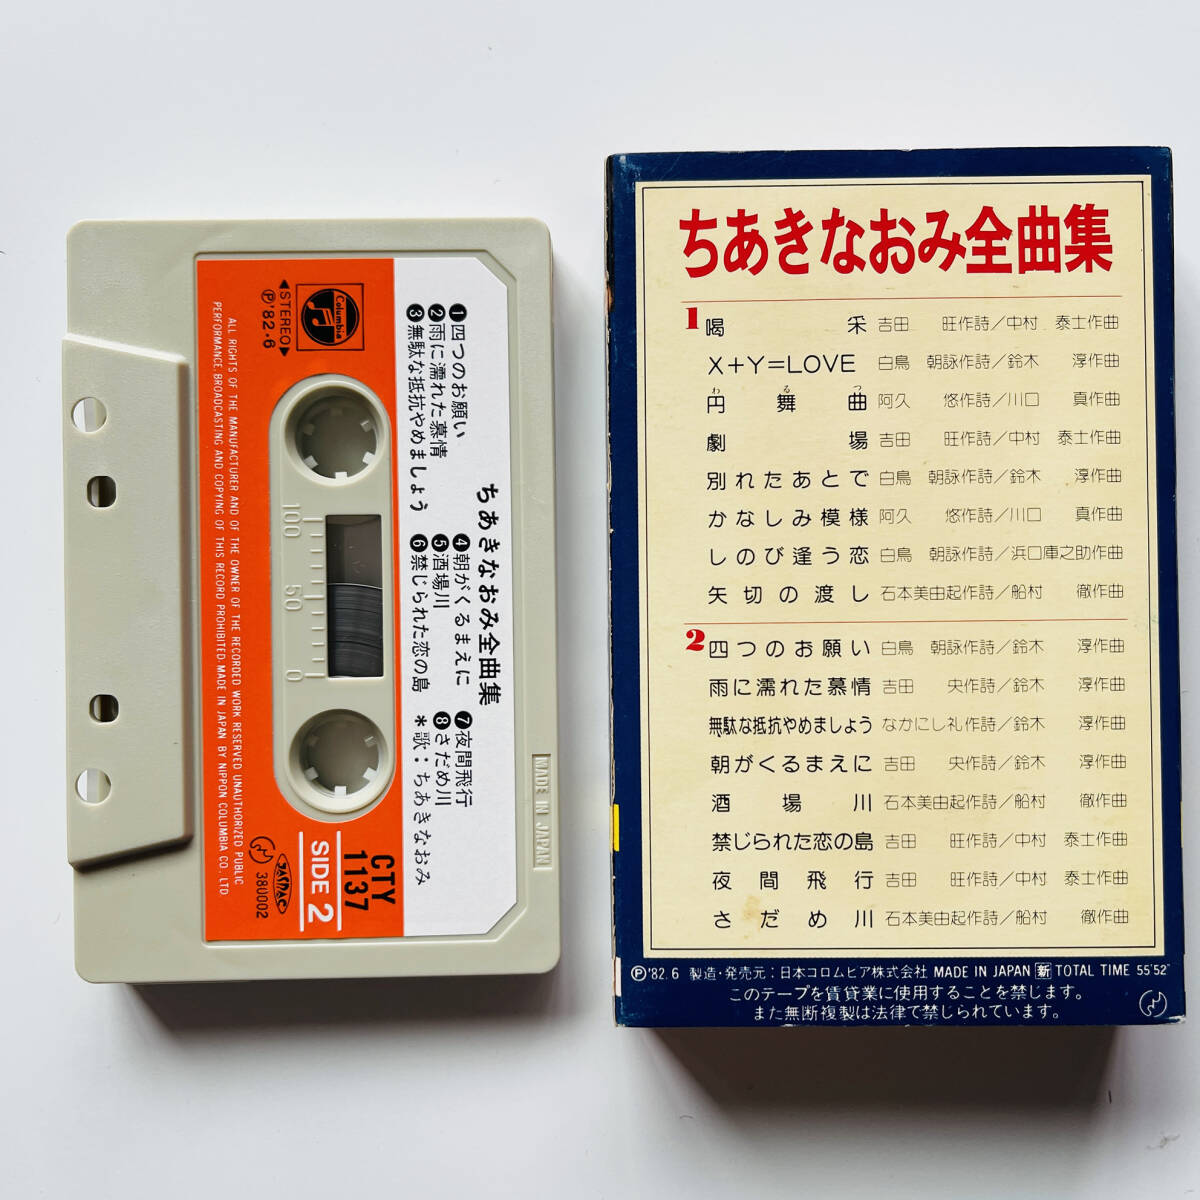 Columbia
◀STEREO▶
Ⓟ'82・6
❶四つのお願い
❷雨に濡れた慕情
❸無駄な抵抗やめましょう
ちあきなおみ全曲集
❹朝がくるまえに
❺酒場川
❻禁じられた恋の島
❼夜間飛行
❽さだめ川
＊歌：ちあきなおみ
100 50 0
MADE IN JAPAN
CTY
1137
SIDE 2
JASRAC
38U002
ALL RIGHTS OF THE MANUFACTURER AND OF THE OWNER OF THE RECORDED WORK RESERVED UNAUTHORIZED PUBLIC
PERFORMANCE, BROADCASTING AND COPYING OF THIS RECORD PROHIBITED. MADE IN JAPAN BY NIPPON COLUMBIA CO., LTD.
ちあきなおみ全曲集
1 喝采 吉田 旺作詩／中村 泰士作曲
X+Y=LOVE 白鳥 朝詠作詩／鈴木 淳作曲
わるつ
円舞曲 阿久 悠作詩／川口 真作曲
劇場 吉田 旺作詩／中村 泰士作曲
別れたあとで 白鳥 朝詠作詩／鈴木 淳作曲
かなしみ模様 阿久 悠作詩／川口 真作曲
しのび逢う恋 白鳥 朝詠作詩／浜口庫之助作曲
矢切の渡し 石本美由起作詩／船村 徹作曲
2 四つのお願い 白鳥 朝詠作詩／鈴木 淳作曲
雨に濡れた慕情 吉田 央作詩／鈴木 淳作曲
無駄な抵抗やめましょう なかにし礼作詩／鈴木 淳作曲
朝がくるまえに 吉田 央作詩／鈴木 淳作曲
酒場川 石本美由起作詩／船村 徹作曲
禁じられた恋の島 吉田 旺作詩／中村 泰士作曲
夜間飛行 吉田 旺作詩／中村 泰士作曲
さだめ川 石本美由起作詩／船村 徹作曲
Ⓟ'82.6 製造・発売元：日本コロムビア株式会社 MADE IN JAPAN 新 TOTAL TIME 55'52"
このテープを賃貸業に使用することを禁じます。
また無断複製は法律で禁じられています。